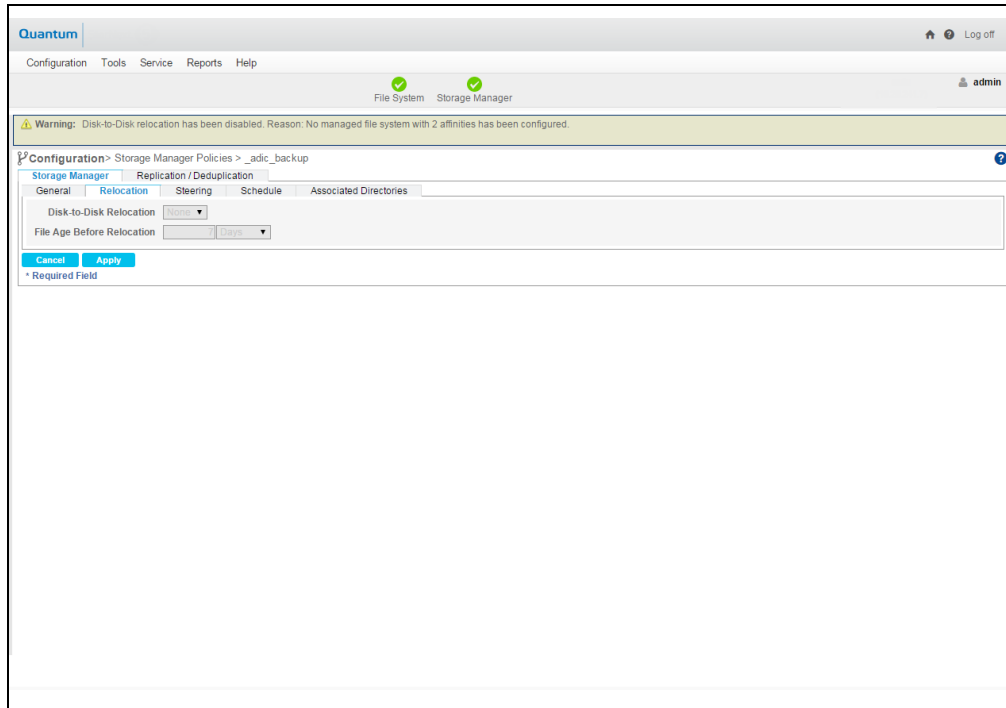 Quantum
Log off
Configuration Tools Service Reports Help
File System Storage Manager
admin
Warning: Disk-to-Disk relocation has been disabled. Reason: No managed file system with 2 affinities has been configured.
Configuration> Storage Manager Policies > _adic_backup
Storage Manager Replication / Deduplication
General Relocation Steering Schedule Associated Directories
Disk-to-Disk Relocation None
File Age Before Relocation 7 Days
Cancel Apply
* Required Field